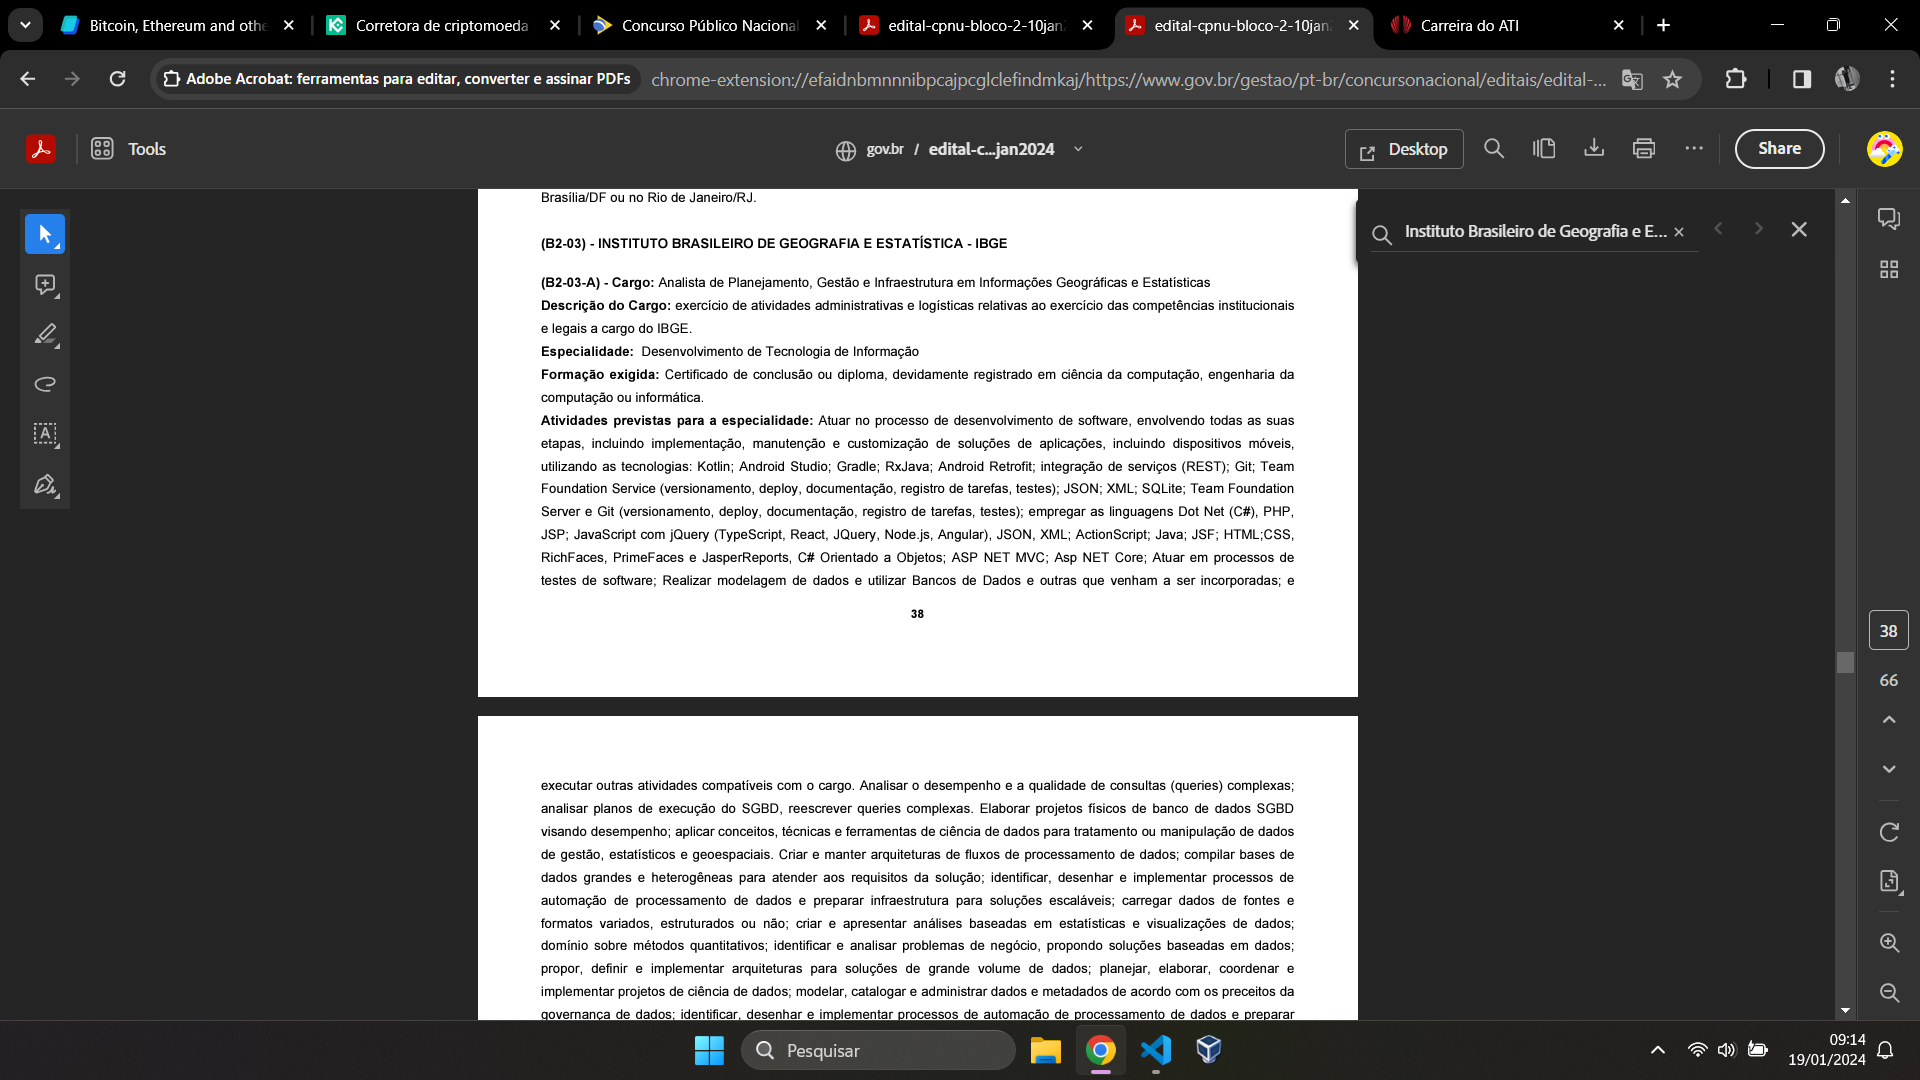 Bitcoin, Ethereum and othe
Corretora de criptomoeda
Concurso Público Nacional
edital-cpnu-bloco-2-10jan
edital-cpnu-bloco-2-10jan
Carreira do ATI
Adobe Acrobat: ferramentas para editar, converter e assinar PDFs
chrome-extension://efaidnbmnnnibpcajpcglclefindmkaj/https://www.gov.br/gestao/pt-br/concursonacional/editais/edital-...
Tools
gov.br / edital-c...jan2024
Desktop
Share
Instituto Brasileiro de Geografia e E...
Brasília/DF ou no Rio de Janeiro/RJ.
(B2-03) - INSTITUTO BRASILEIRO DE GEOGRAFIA E ESTATÍSTICA - IBGE
(B2-03-A) - Cargo: Analista de Planejamento, Gestão e Infraestrutura em Informações Geográficas e Estatísticas
Descrição do Cargo: exercício de atividades administrativas e logísticas relativas ao exercício das competências institucionais
e legais a cargo do IBGE.
Especialidade: Desenvolvimento de Tecnologia de Informação
Formação exigida: Certificado de conclusão ou diploma, devidamente registrado em ciência da computação, engenharia da
computação ou informática.
Atividades previstas para a especialidade: Atuar no processo de desenvolvimento de software, envolvendo todas as suas
etapas, incluindo implementação, manutenção e customização de soluções de aplicações, incluindo dispositivos móveis,
utilizando as tecnologias: Kotlin; Android Studio; Gradle; RxJava; Android Retrofit; integração de serviços (REST); Git; Team
Foundation Service (versionamento, deploy, documentação, registro de tarefas, testes); JSON; XML; SQLite; Team Foundation
Server e Git (versionamento, deploy, documentação, registro de tarefas, testes); empregar as linguagens Dot Net (C#), PHP,
JSP; JavaScript com jQuery (TypeScript, React, JQuery, Node.js, Angular), JSON, XML; ActionScript; Java; JSF; HTML;CSS,
RichFaces, PrimeFaces e JasperReports, C# Orientado a Objetos; ASP NET MVC; Asp NET Core; Atuar em processos de
testes de software; Realizar modelagem de dados e utilizar Bancos de Dados e outras que venham a ser incorporadas; e
38
executar outras atividades compatíveis com o cargo. Analisar o desempenho e a qualidade de consultas (queries) complexas;
analisar planos de execução do SGBD, reescrever queries complexas. Elaborar projetos físicos de banco de dados SGBD
visando desempenho; aplicar conceitos, técnicas e ferramentas de ciência de dados para tratamento ou manipulação de dados
de gestão, estatísticos e geoespaciais. Criar e manter arquiteturas de fluxos de processamento de dados; compilar bases de
dados grandes e heterogêneas para atender aos requisitos da solução; identificar, desenhar e implementar processos de
automação de processamento de dados e preparar infraestrutura para soluções escaláveis; carregar dados de fontes e
formatos variados, estruturados ou não; criar e apresentar análises baseadas em estatísticas e visualizações de dados;
domínio sobre métodos quantitativos; identificar e analisar problemas de negócio, propondo soluções baseadas em dados;
propor, definir e implementar arquiteturas para soluções de grande volume de dados; planejar, elaborar, coordenar e
implementar projetos de ciência de dados; modelar, catalogar e administrar dados e metadados de acordo com os preceitos da
governança de dados; identificar, desenhar e implementar processos de automação de processamento de dados e preparar
38
66
Pesquisar
09:14
19/01/2024